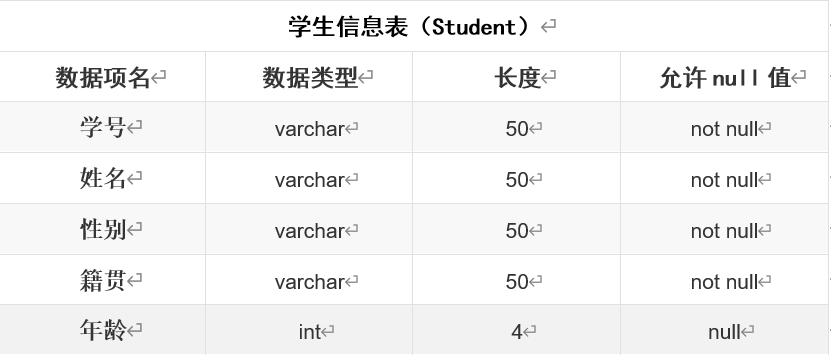 学生信息表（Student）
数据项名 数据类型 长度 允许 null 值
学号 varchar 50 not null
姓名 varchar 50 not null
性别 varchar 50 not null
籍贯 varchar 50 not null
年龄 int 4 null